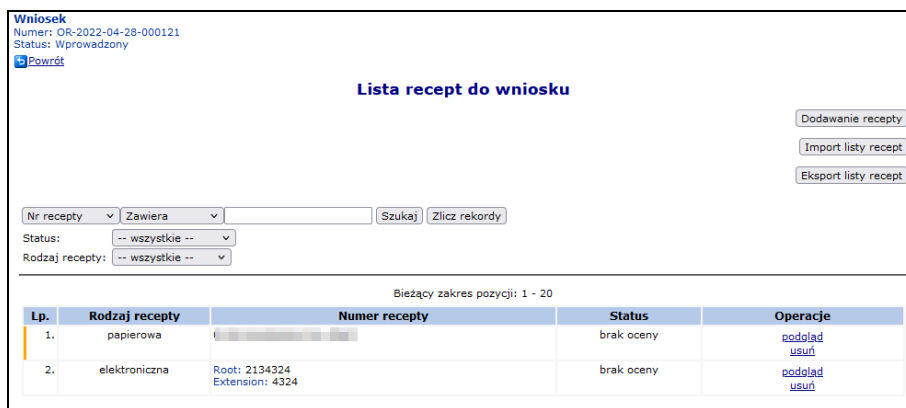 Wniosek
Numer: OR-2022-04-28-000121
Status: Wprowadzony
Powrót
Lista recept do wniosku
Dodawanie recepty
Import listy recept
Eksport listy recept
Nr recepty Zawiera Szukaj Zlicz rekordy
Status: -- wszystkie --
Rodzaj recepty: -- wszystkie --
Bieżący zakres pozycji: 1 - 20
Lp. Rodzaj recepty Numer recepty Status Operacje
1. papierowa brak oceny podgląd
usuń
2. elektroniczna Root: 2134324 brak oceny podgląd
Extension: 4324 usuń